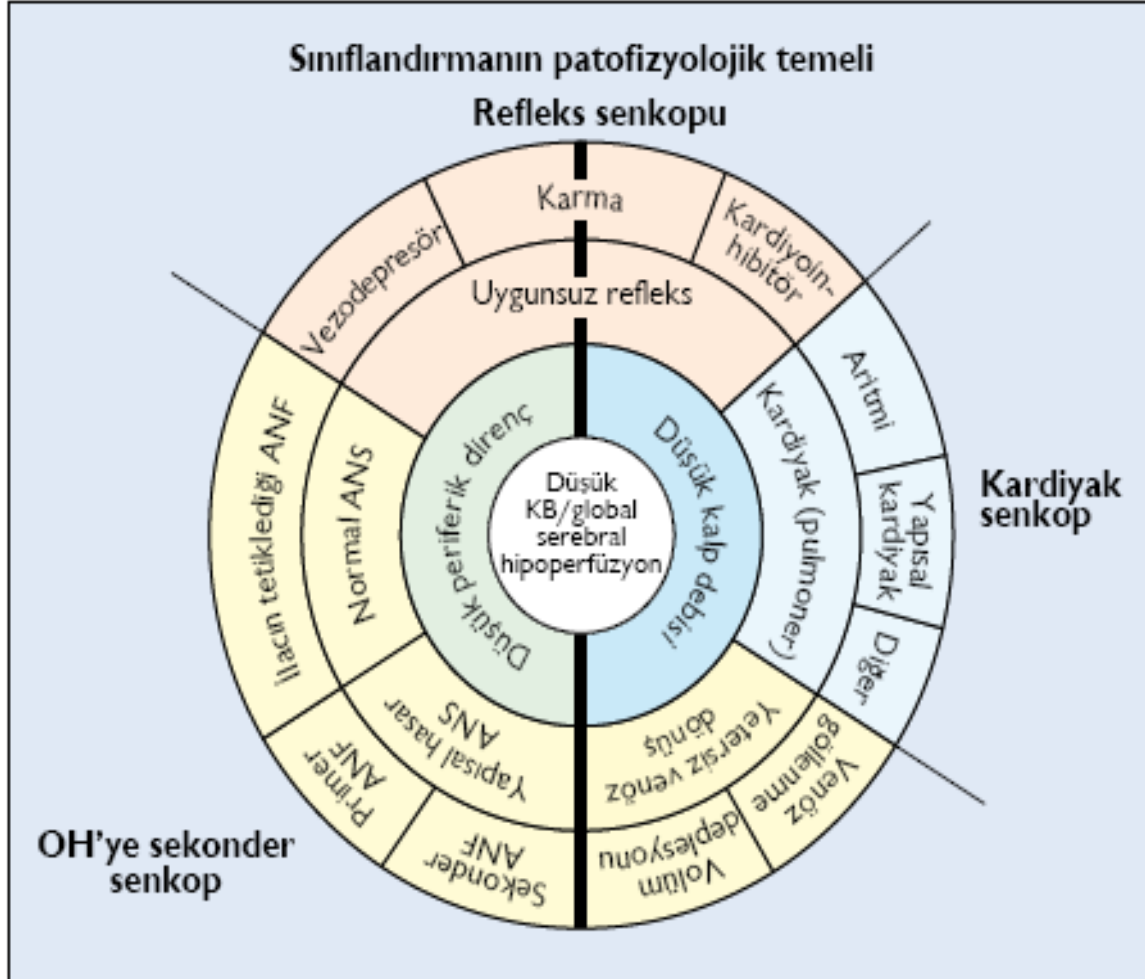 Sınıflandırmanın patofizyolojik temeli
Refleks senkopu
Karma
Vezodepresör
Kardiyoin-
hibitör
Uygunsuz refleks
Aritmi
Yapısal
kardiyak
Diğer
Kardiyak (pulmoner)
Kardiyak
senkop
İlacın tetiklediği ANF
Normal ANS
Düşük periferik direnç
Düşük kalp debisi
Düşük
KB/global
serebral
hipoperfüzyon
Yapısal hasar
ANS
Yetersiz venöz
dönüş
Primer
ANF
Sekonder
ANF
Volüm
deplesyonu
Venöz
göllenme
OH'ye sekonder
senkop